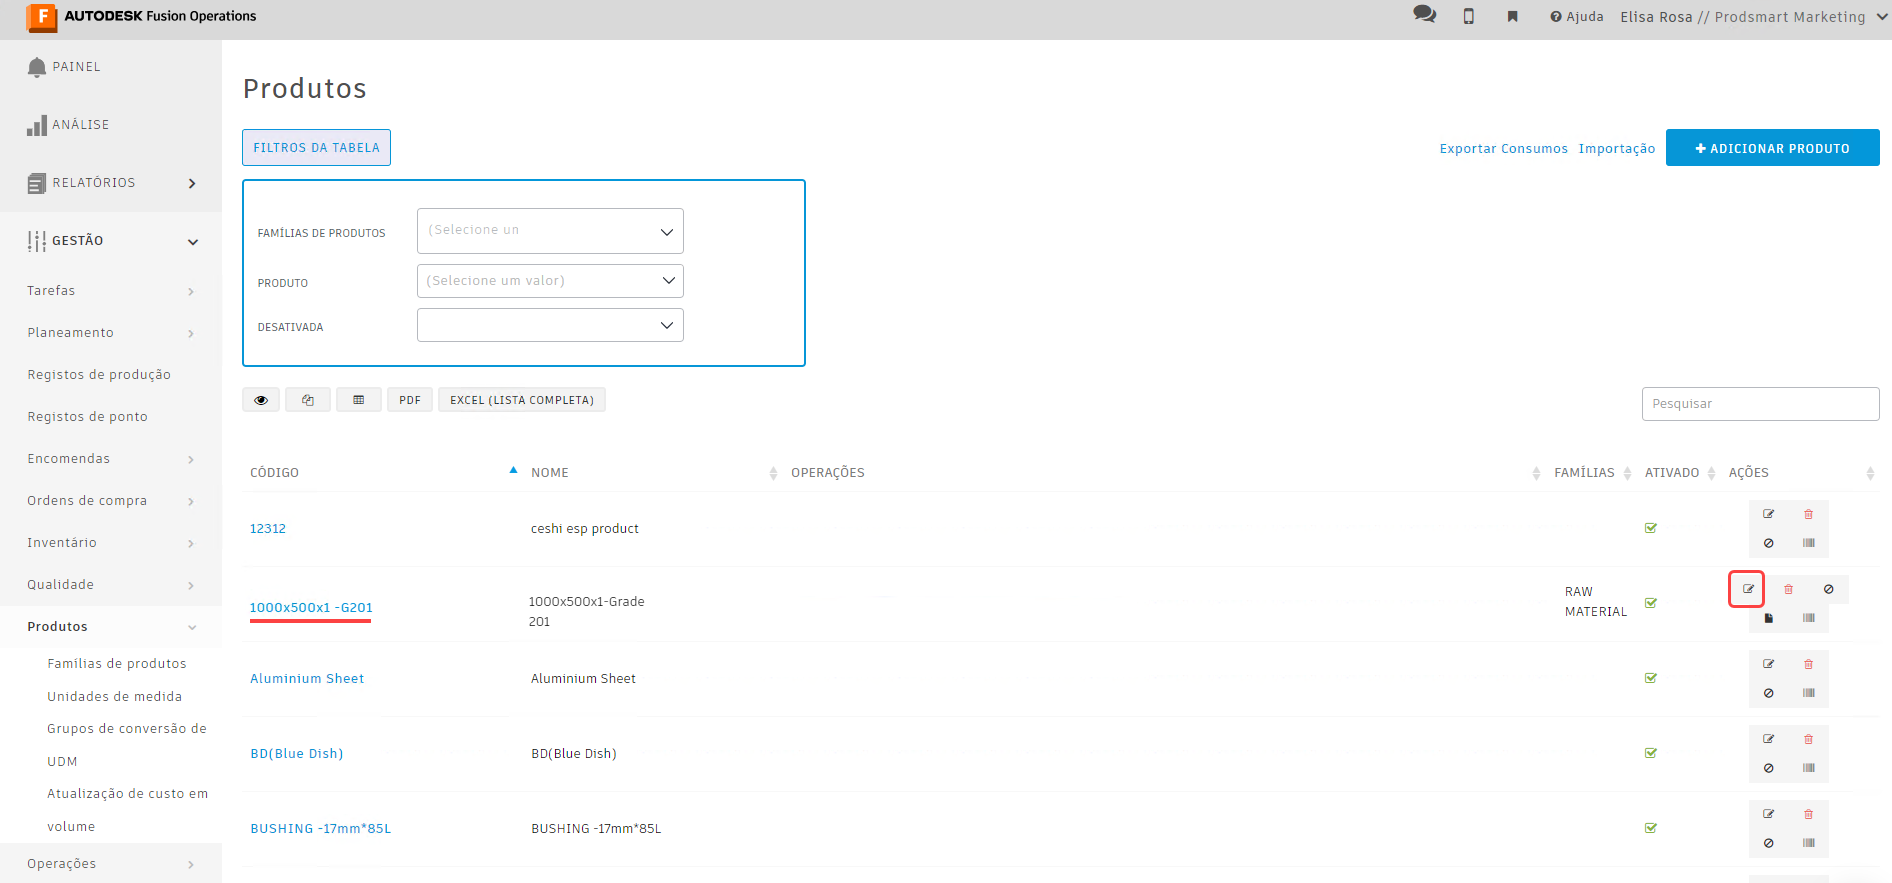 AUTODESK Fusion Operations
Ajuda
Elisa Rosa // Prodsmart Marketing
PAINEL
ANÁLISE
RELATÓRIOS
GESTÃO
Tarefas
Planeamento
Registos de produção
Registos de ponto
Encomendas
Ordens de compra
Inventário
Qualidade
Produtos
Famílias de produtos
Unidades de medida
Grupos de conversão de
UDM
Atualização de custo em
volume
Operações
Produtos
FILTROS DA TABELA
Exportar Consumos
Importação
ADICIONAR PRODUTO
FAMÍLIAS DE PRODUTOS
(Selecione un
PRODUTO
(Selecione um valor)
DESATIVADA
PDF
EXCEL (LISTA COMPLETA)
Pesquisar
CÓDIGO NOME OPERAÇÕES FAMÍLIAS ATIVADO AÇÕES
12312 ceshi esp product
1000x500x1 -G201
1000x500x1-Grade
201
RAW
MATERIAL
Aluminium Sheet Aluminium Sheet
BD(Blue Dish) BD(Blue Dish)
BUSHING -17mm*85L BUSHING -17mm*85L